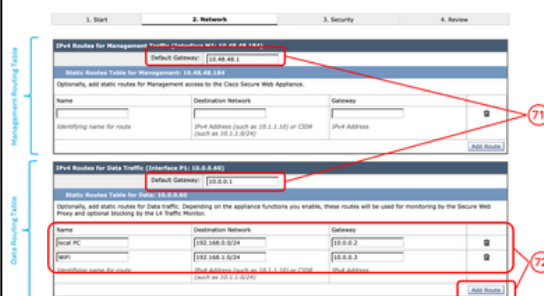 1. Start
2. Network
3. Security
4. Review
Management Routing Table
IPv4 Routes for Management Traffic (Interface M1: 10.48.48.184)
Default Gateway: 10.48.48.1
Static Routes Table for Management: 10.48.48.184
Optionally, add static routes for Management access to the Cisco Secure Web Appliance.
Name Destination Network Gateway
Identifying name for route IPv4 Address (such as 10.1.1.10) or CIDR IPv4 Address
(such as 10.1.1.0/24)
Add Route
71
Data Routing Table
IPv4 Routes for Data Traffic (Interface P1: 10.0.0.60)
Default Gateway: 10.0.0.1
Static Routes Table for Data: 10.0.0.60
Optionally, add static routes for Data traffic. Depending on the appliance functions you enable, these routes will be used for monitoring by the Secure Web
Proxy and optional blocking by the L4 Traffic Monitor.
Name Destination Network Gateway
local PC 192.168.0.0/24 10.0.0.2
WiFi 192.168.1.0/24 10.0.0.3
Identifying name for route IPv4 Address (such as 10.1.1.10) or CIDR IPv4 Address
(such as 10.1.1.0/24)
Add Route
72